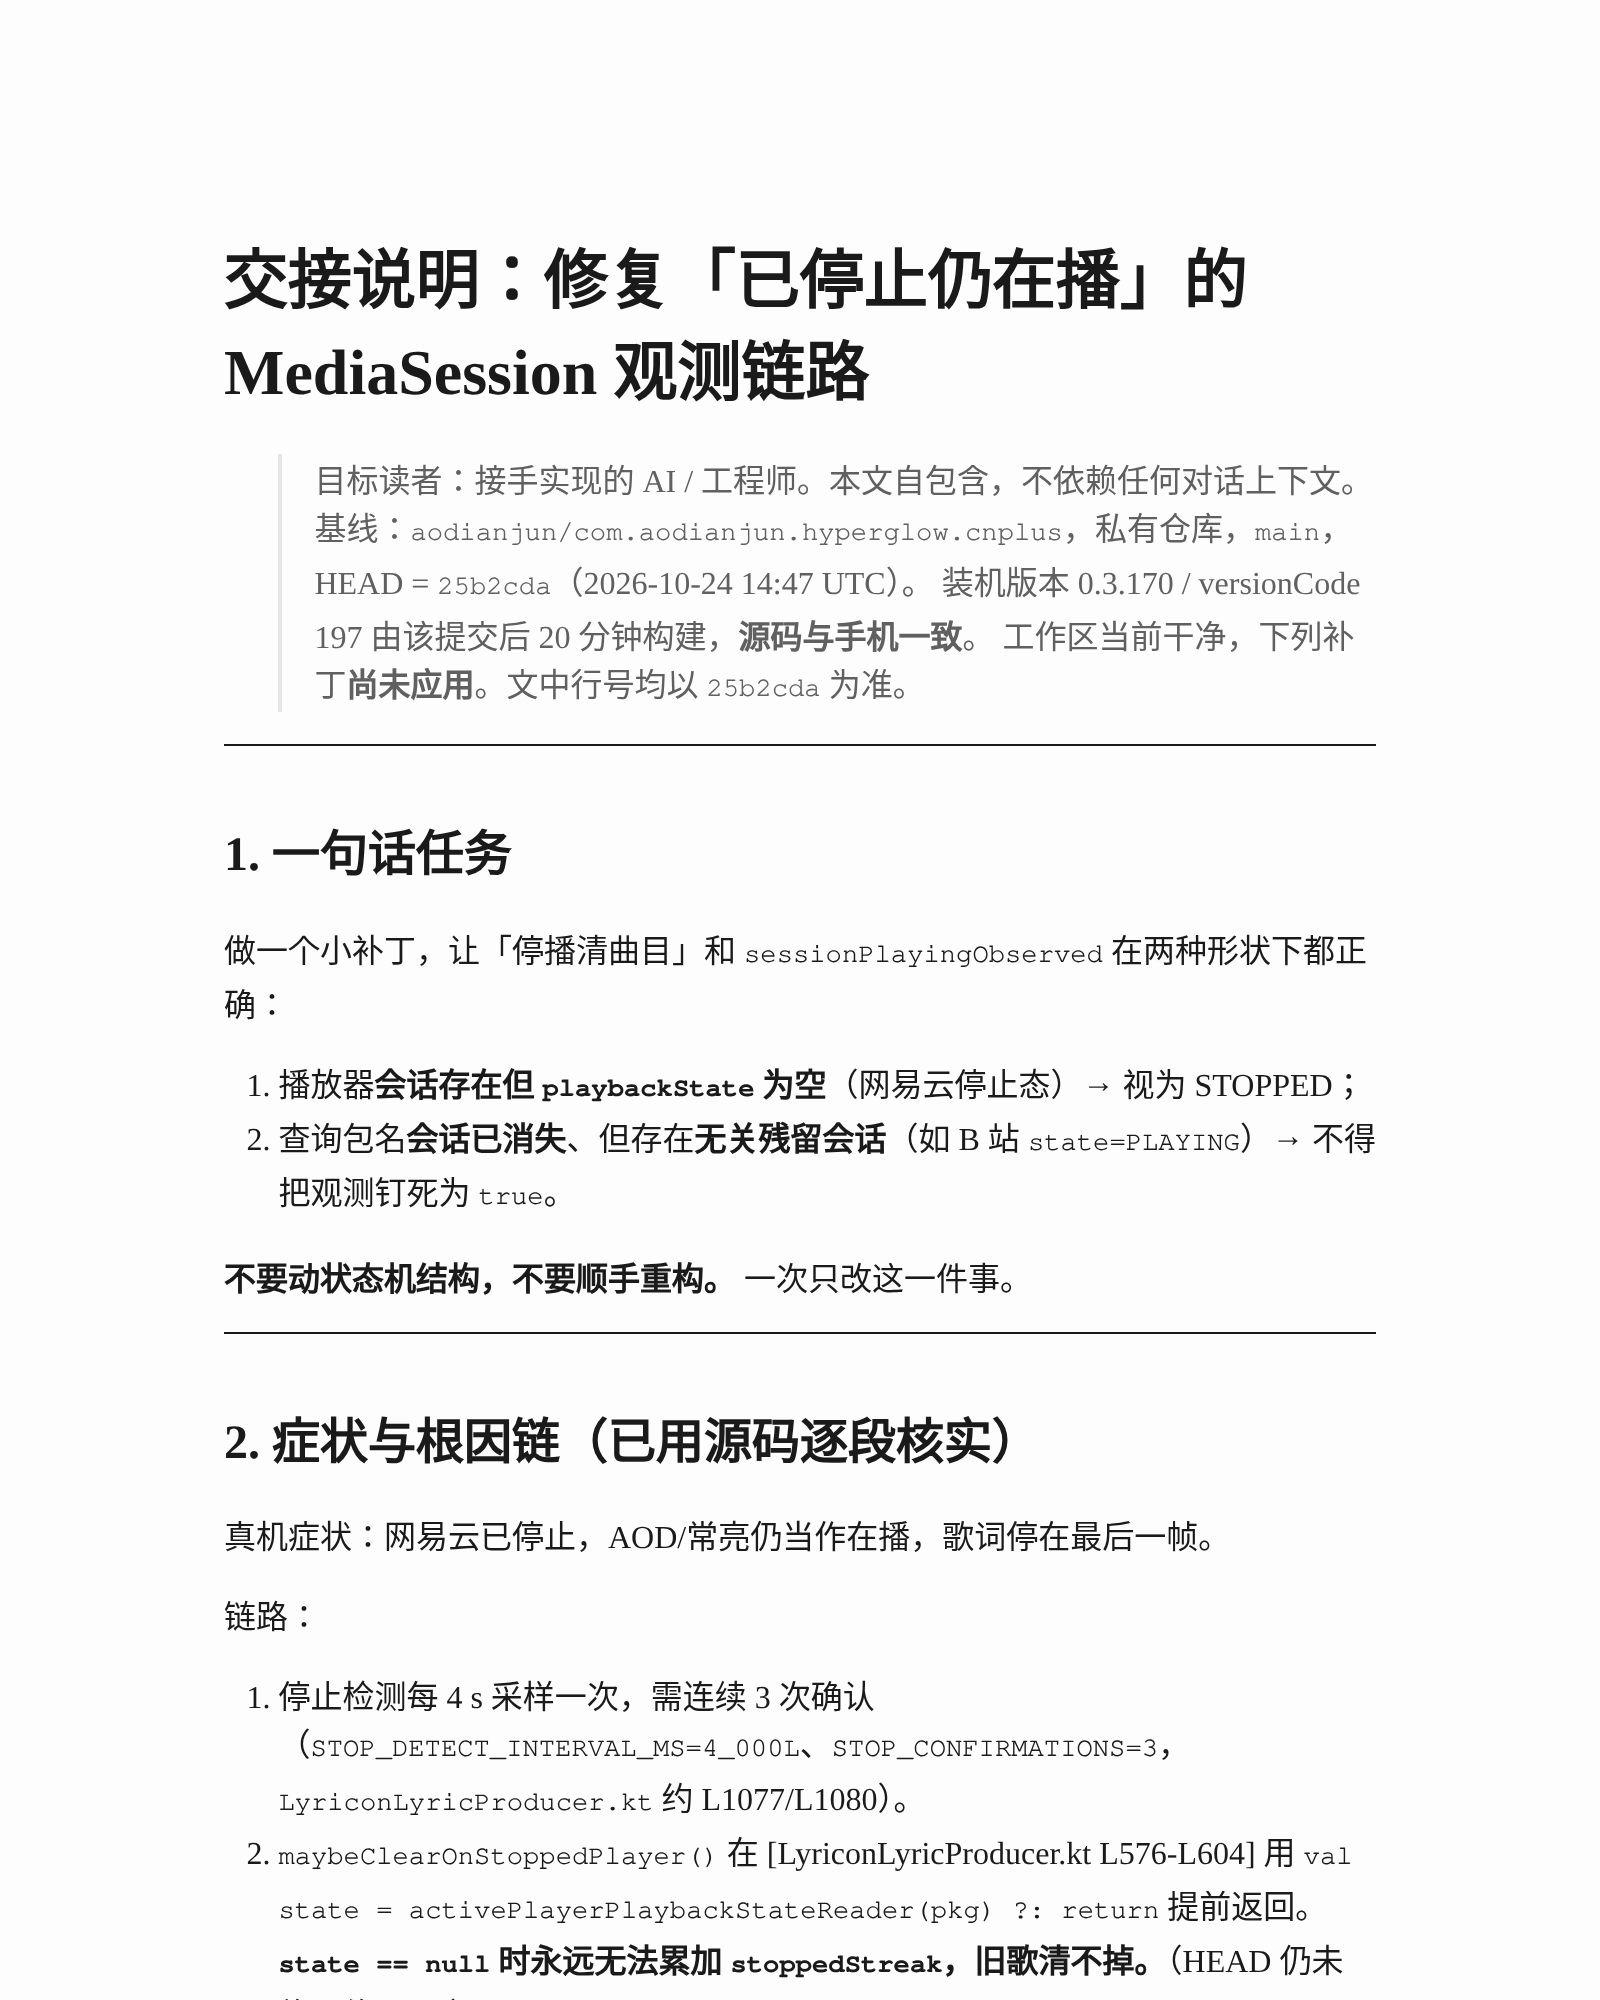 交接说明：修复「已停止仍在播」的
MediaSession 观测链路
目标读者：接手实现的 AI / 工程师。本文自包含，不依赖任何对话上下文。
基线：aodianjun/com.aodianjun.hyperglow.cnplus，私有仓库，main，
HEAD = 25b2cda（2026-10-24 14:47 UTC）。 装机版本 0.3.170 / versionCode
197 由该提交后 20 分钟构建，源码与手机一致。 工作区当前干净，下列补
丁尚未应用。文中行号均以 25b2cda 为准。
1. 一句话任务
做一个小补丁，让「停播清曲目」和 sessionPlayingObserved 在两种形状下都正
确：
1. 播放器会话存在但 playbackState 为空（网易云停止态）→ 视为 STOPPED；
2. 查询包名会话已消失、但存在无关残留会话（如 B 站 state=PLAYING）→ 不得
把观测钉死为 true。
不要动状态机结构，不要顺手重构。 一次只改这一件事。
2. 症状与根因链（已用源码逐段核实）
真机症状：网易云已停止，AOD/常亮仍当作在播，歌词停在最后一帧。
链路：
1. 停止检测每 4 s 采样一次，需连续 3 次确认
（STOP_DETECT_INTERVAL_MS=4_000L、STOP_CONFIRMATIONS=3，
LyriconLyricProducer.kt 约 L1077/L1080）。
2. maybeClearOnStoppedPlayer() 在 [LyriconLyricProducer.kt L576-L604] 用 val
state = activePlayerPlaybackStateReader(pkg) ?: return 提前返回。
state == null 时永远无法累加 stoppedStreak，旧歌清不掉。（HEAD 仍未